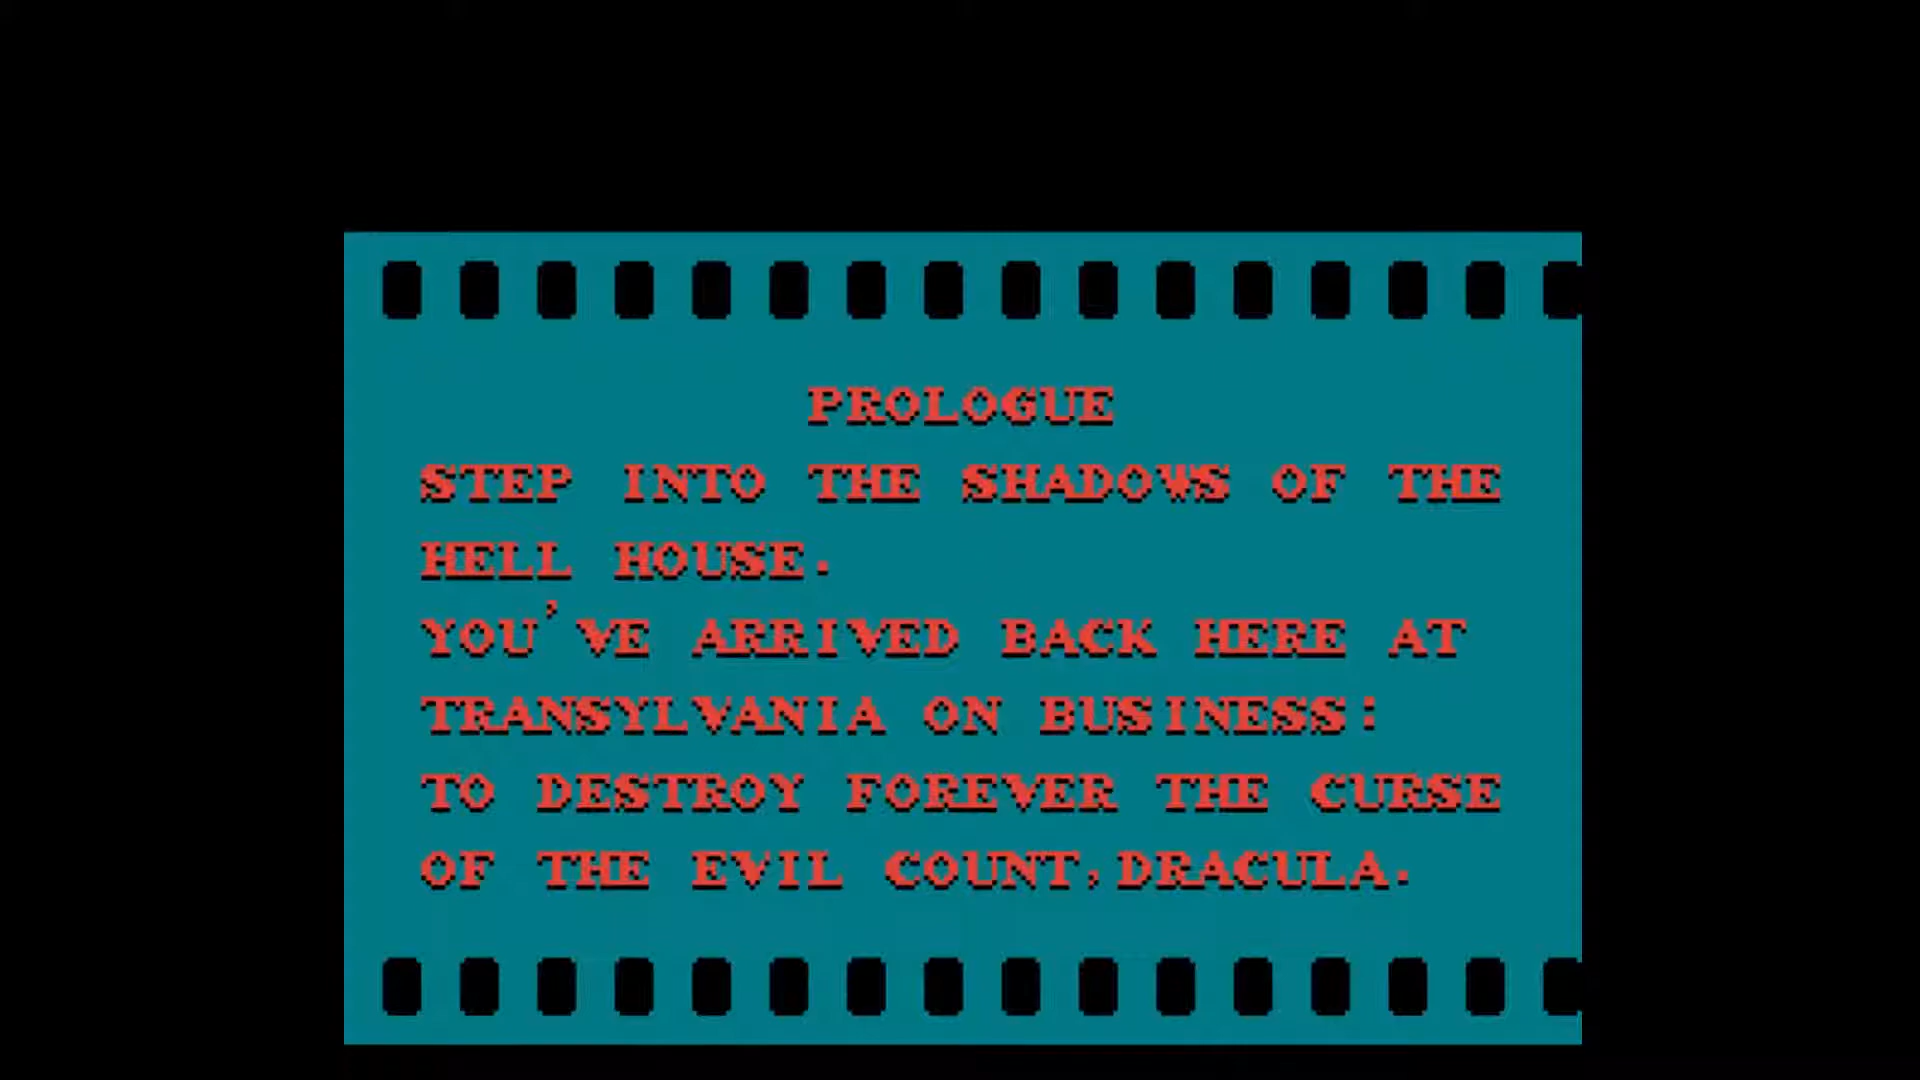 PROLOGUE
STEP INTO THE SHADOWS OF THE
HELL HOUSE.
YOU'VE ARRIVED BACK HERE AT
TRANSYLVANIA ON BUSINESS:
TO DESTROY FOREVER THE CURSE
OF THE EVIL COUNT,DRACULA.